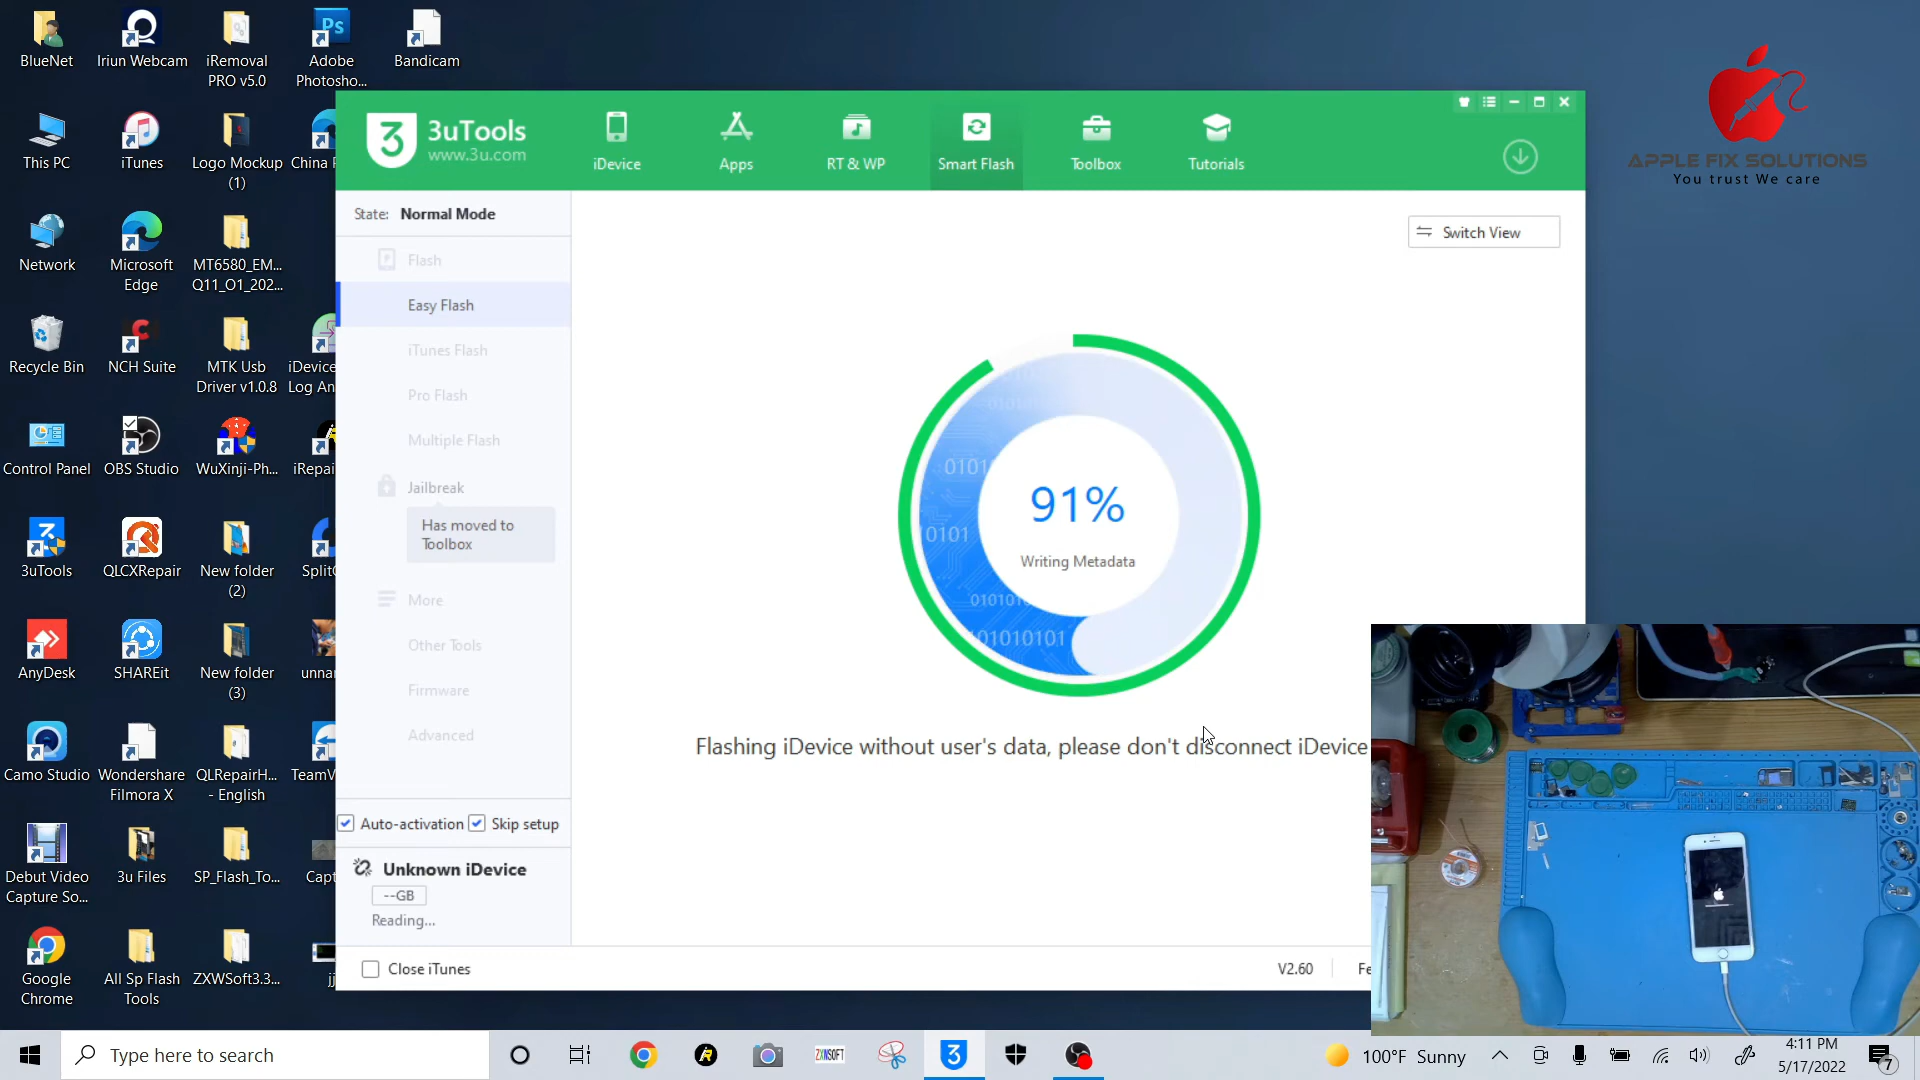 BlueNet
Iriun Webcam
iRemoval
PRO v5.0
Adobe
Photosho...
Bandicam
This PC
iTunes
Logo Mockup
(1)
China
Network
Microsoft
Edge
MT6580_EM...
Q11_O1_202...
Recycle Bin
NCH Suite
MTK Usb
Driver v1.0.8
iDevice
Log An
Control Panel
OBS Studio
WuXinji-Ph...
iRepai
3uTools
QLCXRepair
New folder
(2)
Split
AnyDesk
SHAREit
New folder
(3)
unna
Camo Studio
Wondershare
Filmora X
QLRepairH...
- English
TeamV
Debut Video
Capture So...
3u Files
SP_Flash_To...
Capt
Google
Chrome
All Sp Flash
Tools
ZXWSoft3.3...
jj
3uTools
www.3u.com
iDevice
Apps
RT & WP
Smart Flash
Toolbox
Tutorials
State: Normal Mode
Switch View
Flash
Easy Flash
iTunes Flash
Pro Flash
Multiple Flash
Jailbreak
Has moved to
Toolbox
More
Other Tools
Firmware
Advanced
91%
Writing Metadata
Flashing iDevice without user's data, please don't disconnect iDevice
Auto-activation
Skip setup
Unknown iDevice
--GB
Reading...
Close iTunes
V2.60
Fe
APPLE FIX SOLUTIONS
You trust We care
Type here to search
ZXNSOFT
100°F Sunny
4:11 PM
5/17/2022
7